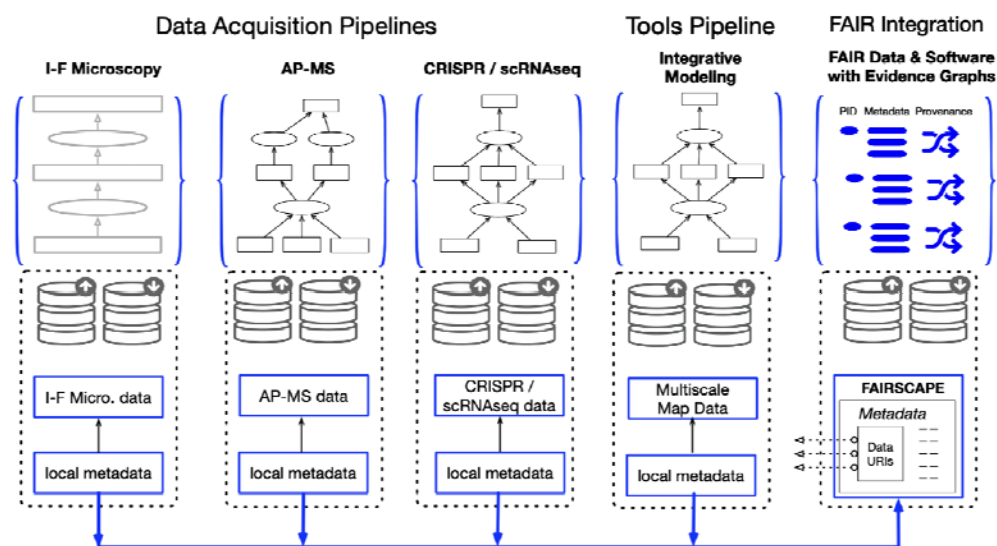 Data Acquisition Pipelines
Tools Pipeline
FAIR Integration
I-F Microscopy
AP-MS
CRISPR / scRNAseq
Integrative
Modeling
FAIR Data & Software
with Evidence Graphs
PID Metadata Provenance
I-F Micro. data
AP-MS data
CRISPR /
scRNAseq data
Multiscale
Map Data
FAIRSCAPE
Metadata
Data
URIs
local metadata
local metadata
local metadata
local metadata